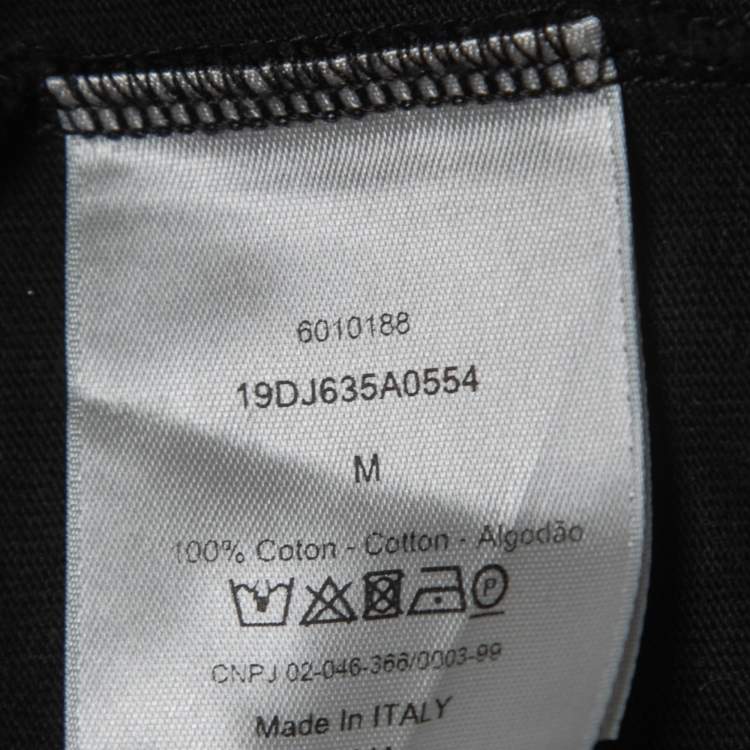 6010188
19DJ635A0554
M
100% Coton - Cotton - Algodão
P
CNPJ 02-046-366/0003-99
Made In ITALY